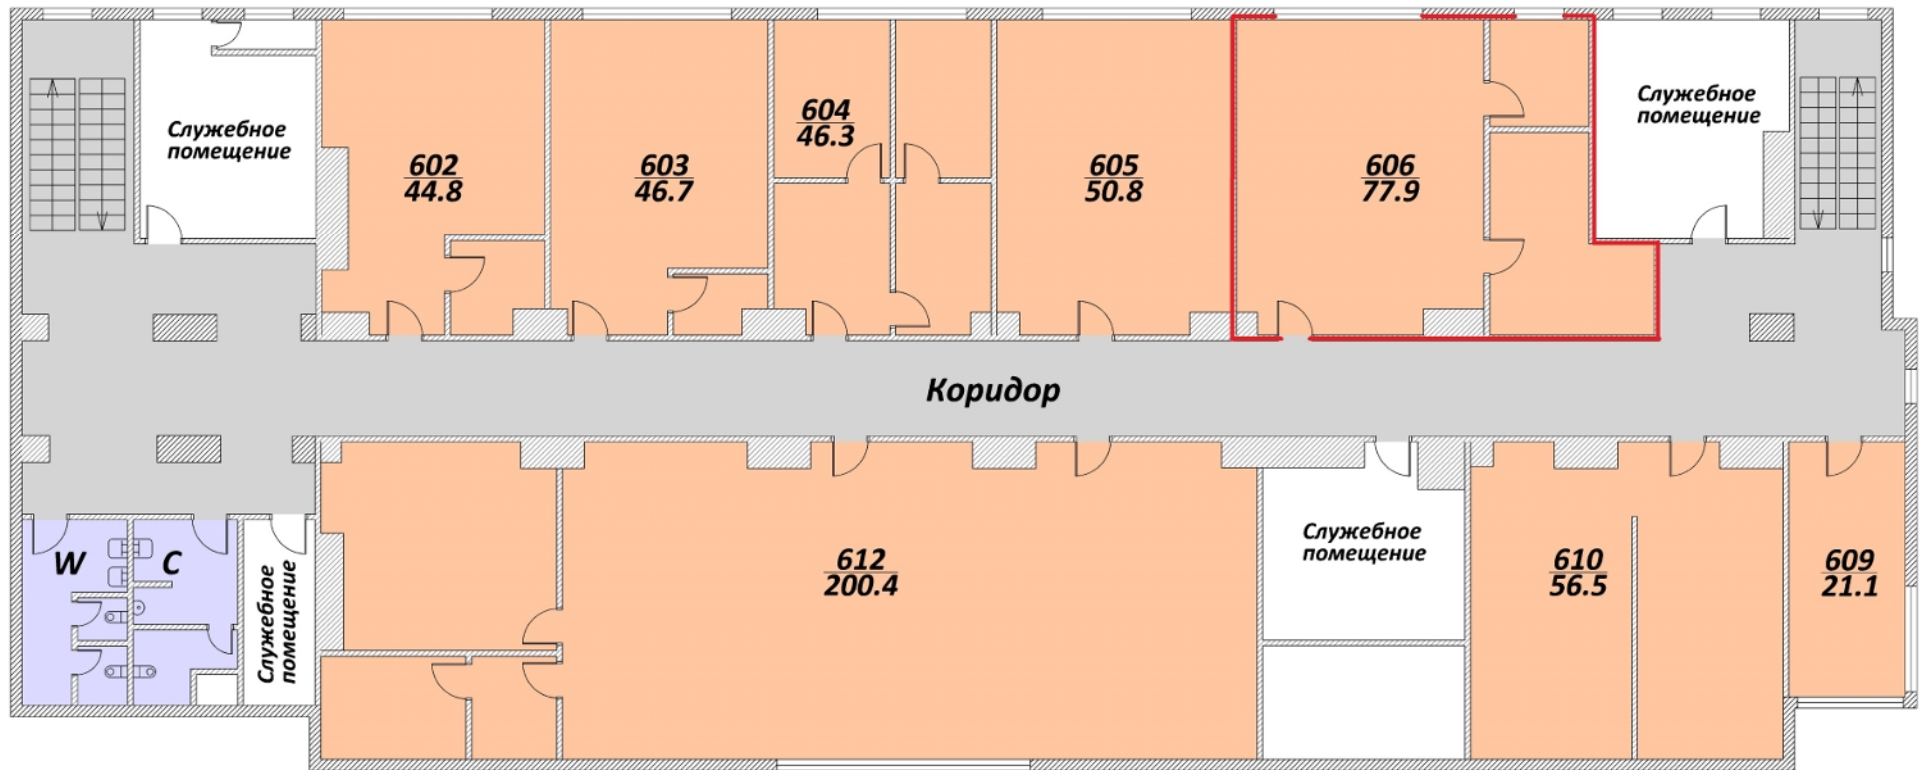 Служебное
помещение
602
44.8
603
46.7
604
46.3
605
50.8
606
77.9
Служебное
помещение
Коридор
W
C
Служебное
помещение
612
200.4
Служебное
помещение
610
56.5
609
21.1